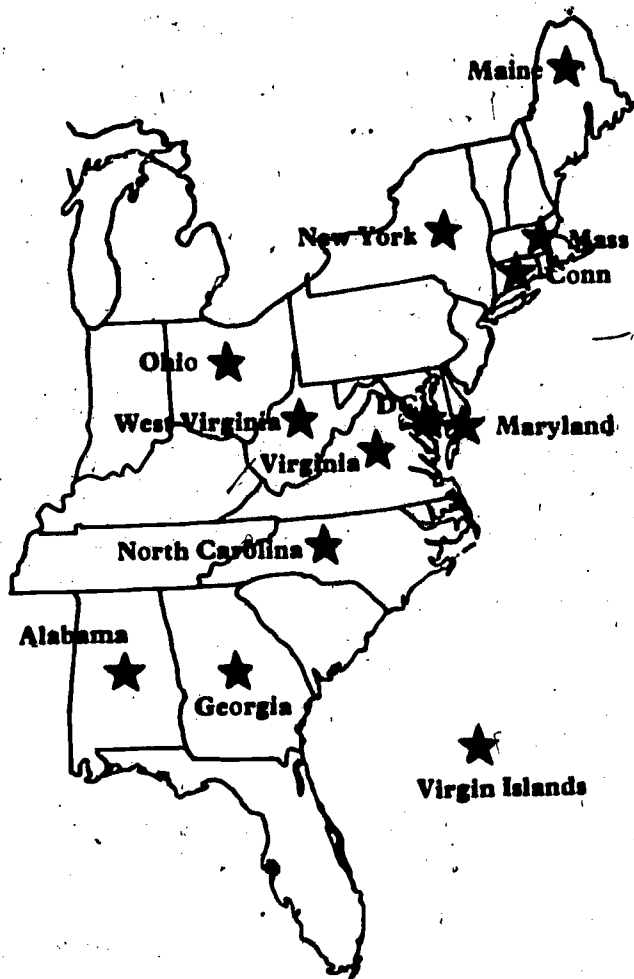 Maine
New York
Mass
Conn
Ohio
DC
West Virginia
Maryland
Virginia
North Carolina
Alabama
Georgia
Virgin Islands